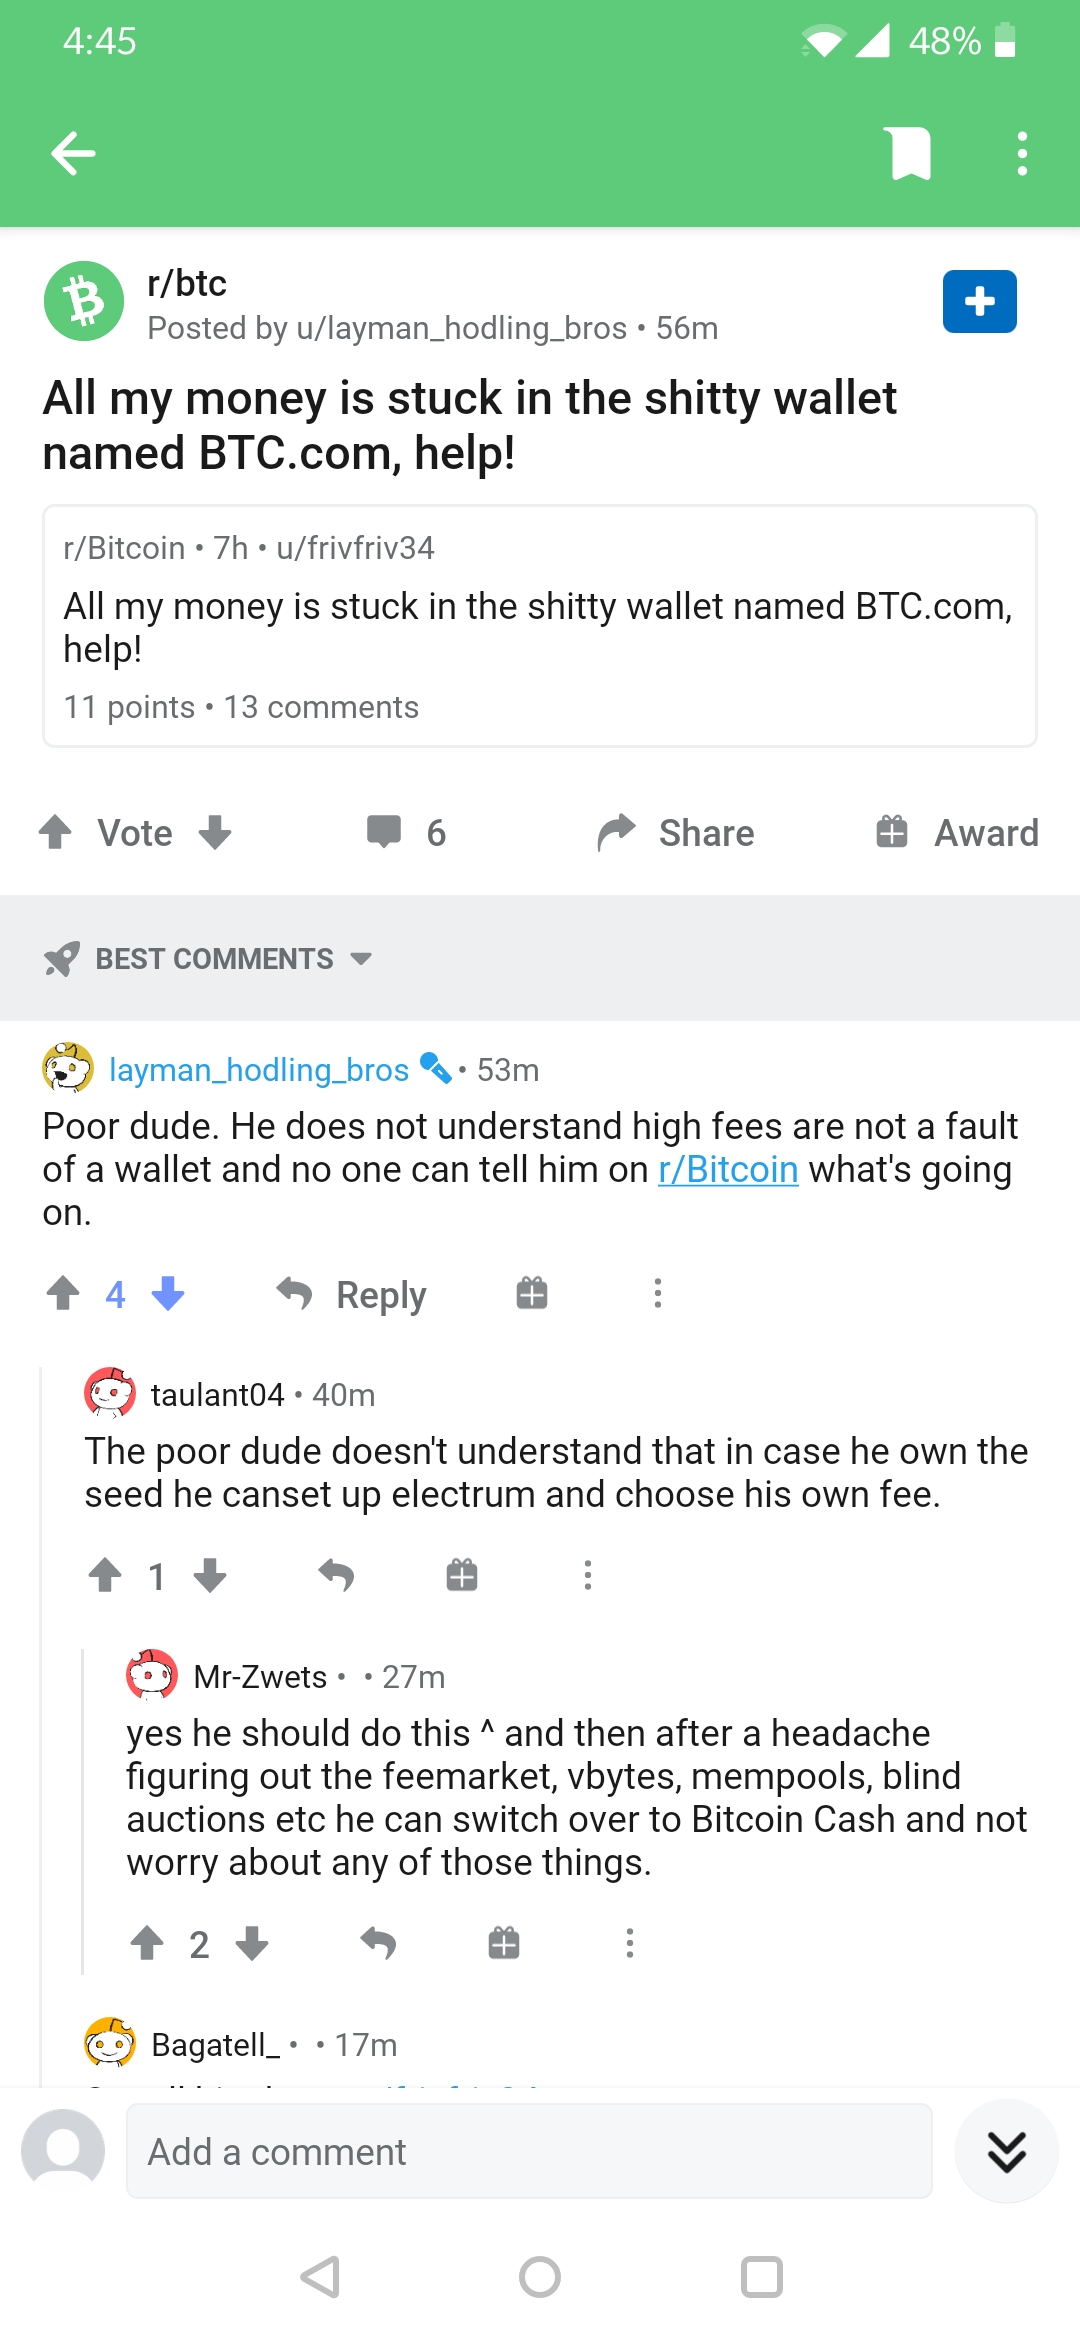 4:45
48%
r/btc
Posted by u/layman_hodling_bros • 56m
All my money is stuck in the shitty wallet
named BTC.com, help!
r/Bitcoin • 7h • u/frivfriv34
All my money is stuck in the shitty wallet named BTC.com,
help!
11 points • 13 comments
Vote
6
Share
Award
BEST COMMENTS
layman_hodling_bros • 53m
Poor dude. He does not understand high fees are not a fault
of a wallet and no one can tell him on r/Bitcoin what's going
on.
4
Reply
taulant04 • 40m
The poor dude doesn't understand that in case he own the
seed he canset up electrum and choose his own fee.
1
Mr-Zwets • • 27m
yes he should do this ^ and then after a headache
figuring out the feemarket, vbytes, mempools, blind
auctions etc he can switch over to Bitcoin Cash and not
worry about any of those things.
2
Bagatell_ • • 17m
Add a comment